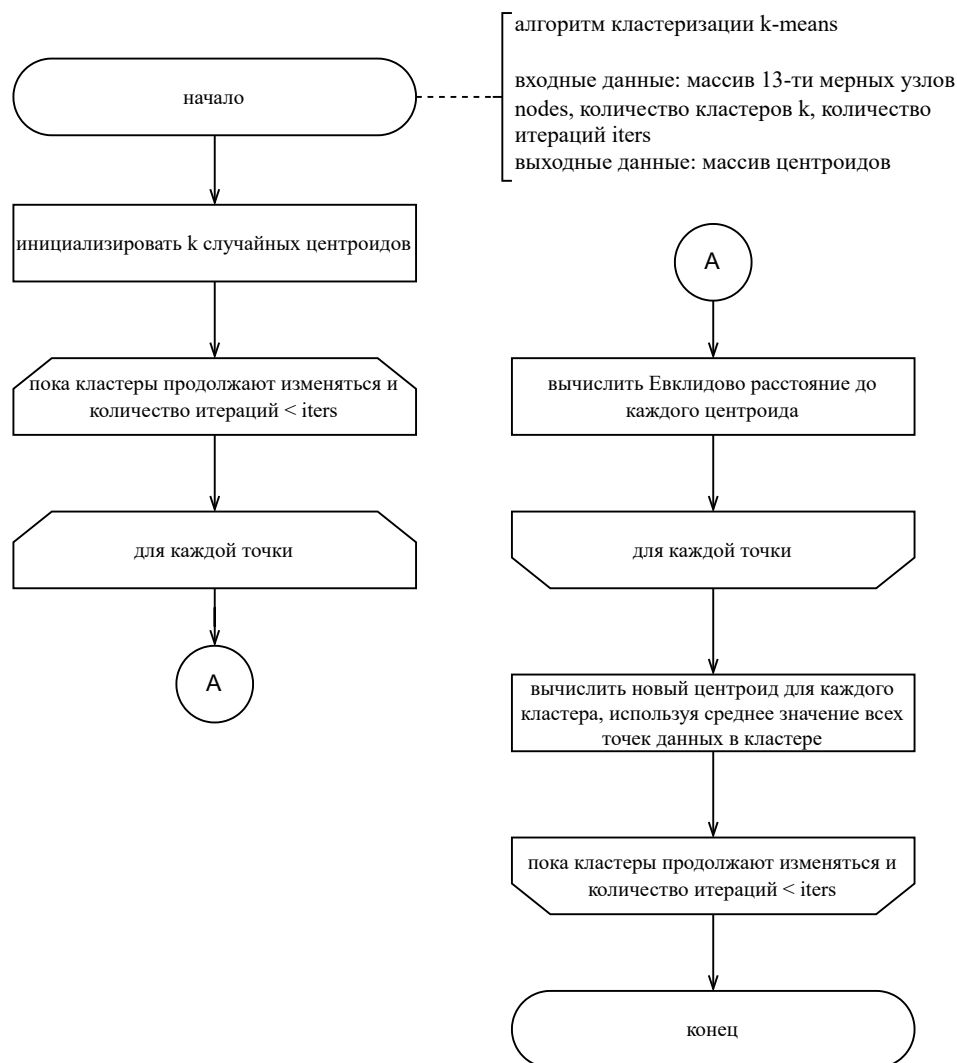 алгоритм кластеризации k-means
входные данные: массив 13-ти мерных узлов
nodes, количество кластеров k, количество
итераций iters
выходные данные: массив центроидов
начало
инициализировать k случайных центроидов
пока кластеры продолжают изменяться и
количество итераций < iters
для каждой точки
A
A
вычислить Евклидово расстояние до
каждого центроида
для каждой точки
вычислить новый центроид для каждого
кластера, используя среднее значение всех
точек данных в кластере
пока кластеры продолжают изменяться и
количество итераций < iters
конец